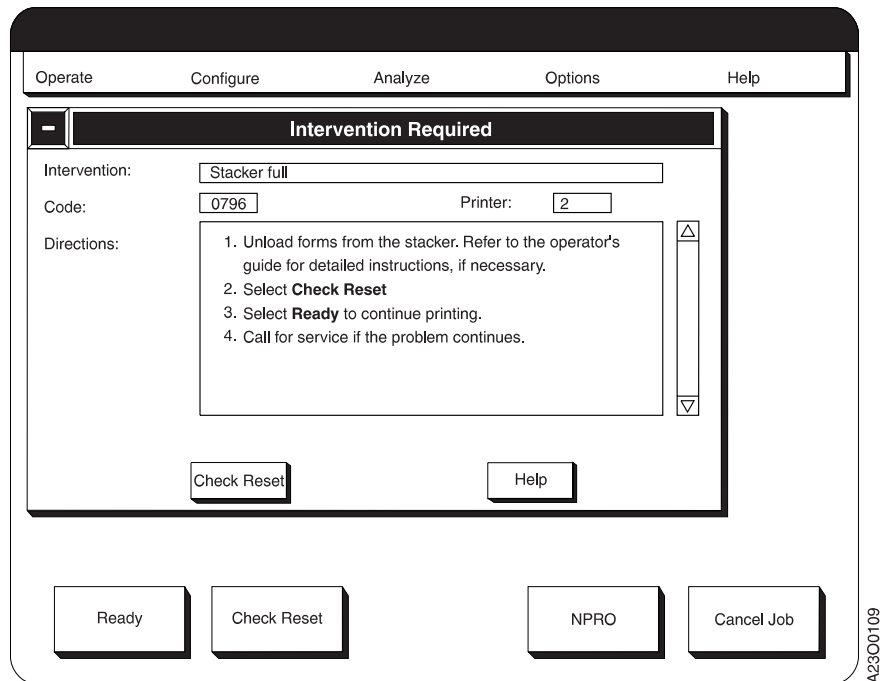 Operate Configure Analyze Options Help
Intervention Required
Intervention: Stacker full
Code: 0796 Printer: 2
Directions:
1. Unload forms from the stacker. Refer to the operator's
guide for detailed instructions, if necessary.
2. Select Check Reset
3. Select Ready to continue printing.
4. Call for service if the problem continues.
Check Reset Help
Ready Check Reset NPRO Cancel Job
A23O0109